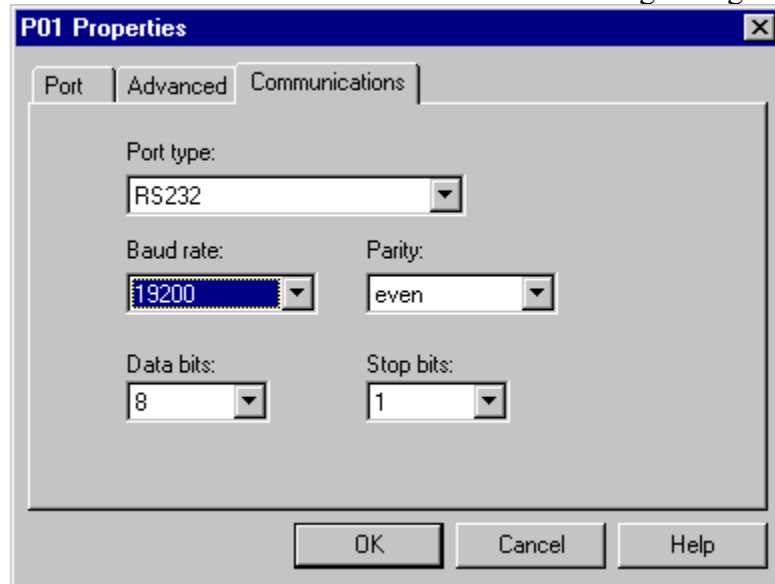 P01 Properties
Port Advanced Communications
Port type:
RS232
Baud rate: Parity:
19200 even
Data bits: Stop bits:
8 1
OK Cancel Help